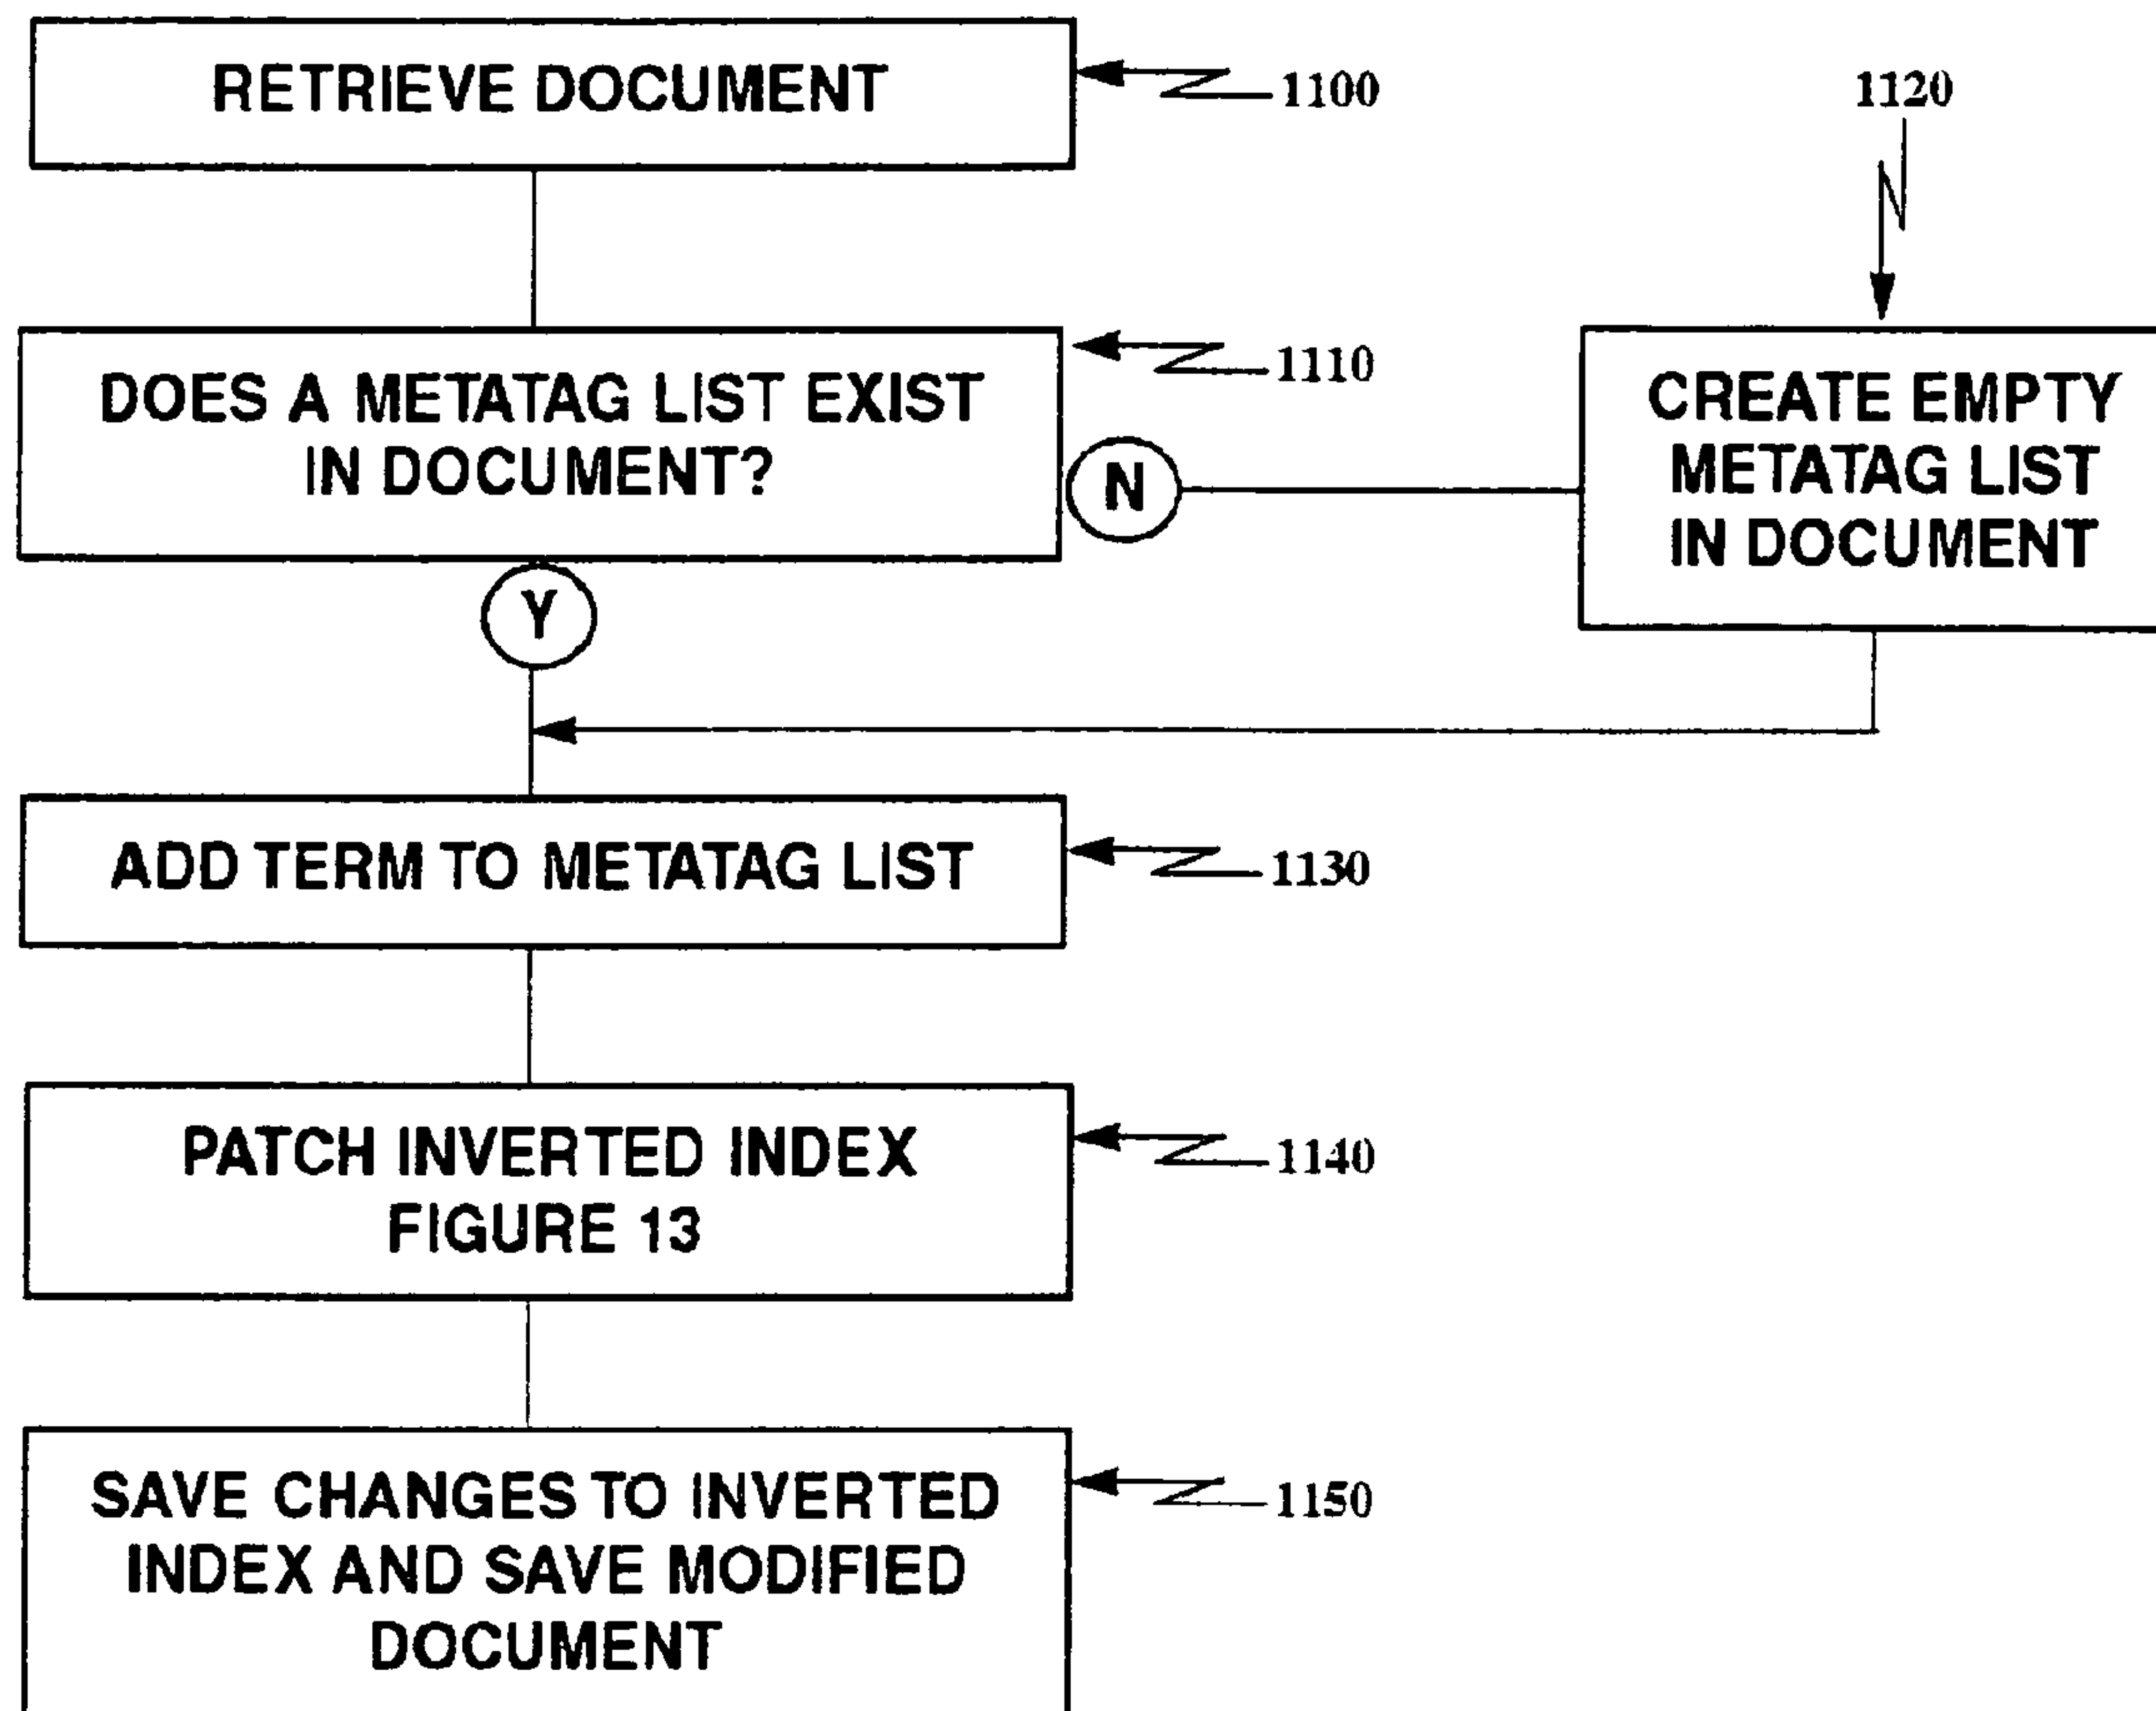 RETRIEVE DOCUMENT
1100
1120
DOES A METATAG LIST EXIST
IN DOCUMENT?
1110
N
Y
CREATE EMPTY
METATAG LIST
IN DOCUMENT
ADD TERM TO METATAG LIST
1130
PATCH INVERTED INDEX
FIGURE 13
1140
SAVE CHANGES TO INVERTED
INDEX AND SAVE MODIFIED
DOCUMENT
1150